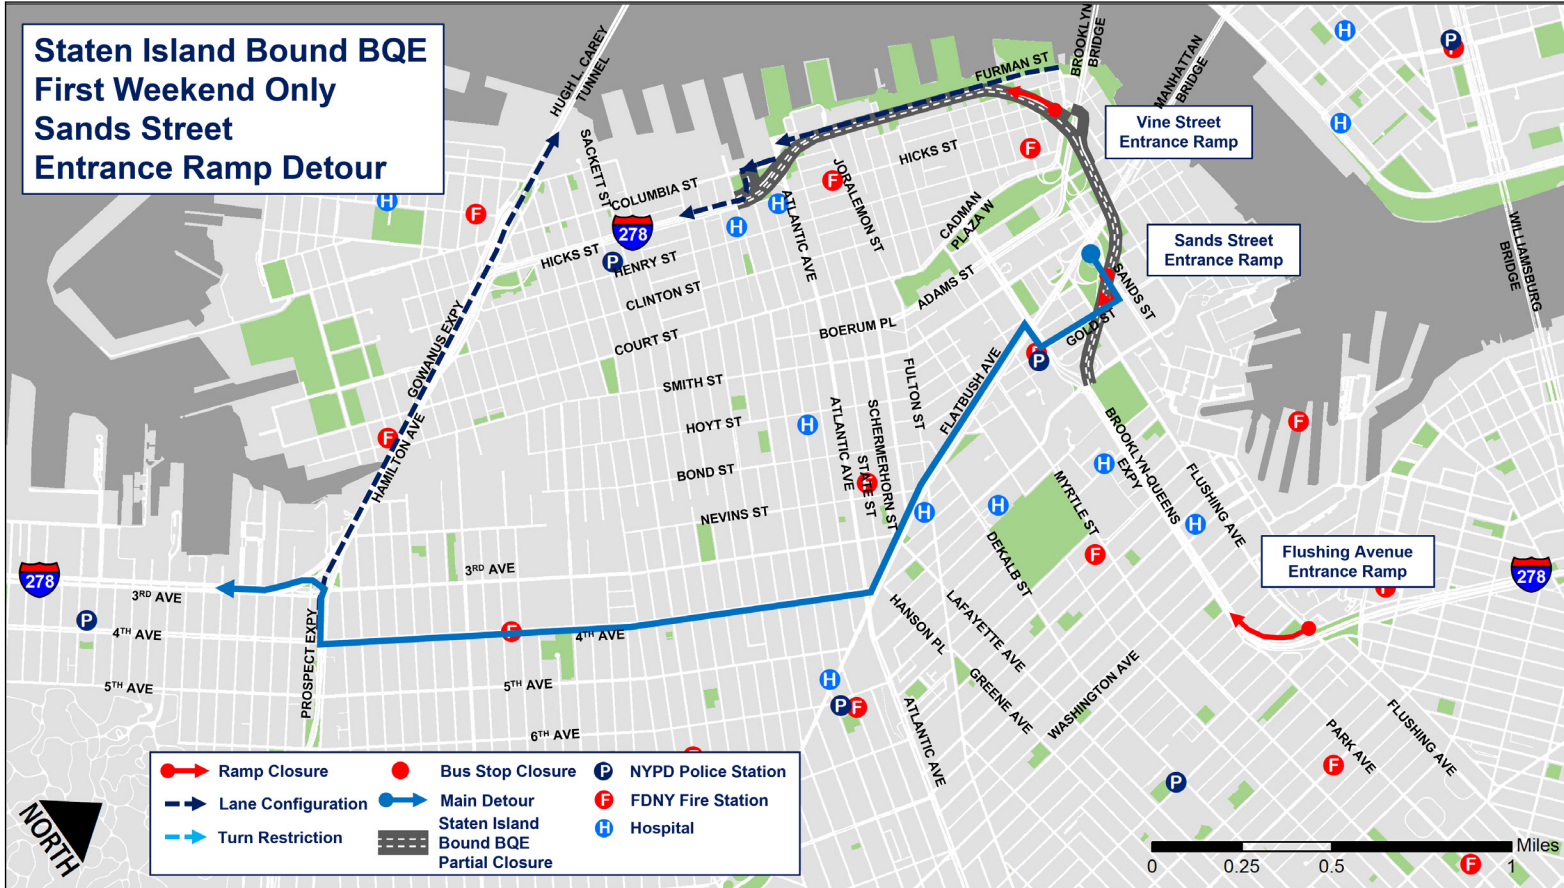 Staten Island Bound BQE
First Weekend Only
Sands Street
Entrance Ramp Detour
HUGH L. CAREY
TUNNEL
BROOKLYN
BRIDGE
MANHATTAN
BRIDGE
WILLIAMSBURG
BRIDGE
FURMAN ST
Vine Street
Entrance Ramp
Sands Street
Entrance Ramp
Flushing Avenue
Entrance Ramp
SACKETT ST
COLUMBIA ST
HICKS ST
JORALEMON ST
ATLANTIC AVE
CADMAN
PLAZA W
278
HICKS ST
HENRY ST
CLINTON ST
COURT ST
BOERUM PL
ADAMS ST
SANDS ST
GOLD ST
GOWANUS EXPY
HAMILTON AVE
SMITH ST
HOYT ST
BOND ST
NEVINS ST
ATLANTIC AVE
STATE ST
SCHERMERHORN ST
FULTON ST
FLATBUSH AVE
BROOKLYN-QUEENS
EXPY
FLUSHING AVE
MYRTLE ST
DEKALB ST
278
278
3RD AVE
3RD AVE
4TH AVE
4TH AVE
5TH AVE
5TH AVE
6TH AVE
PROSPECT EXPY
HANSON PL
LAFAYETTE AVE
GREENE AVE
WASHINGTON AVE
ATLANTIC AVE
PARK AVE
FLUSHING AVE
H
H
H
H
H
H
H
H
H
H
H
P
P
P
P
P
P
F
F
F
F
F
F
F
F
F
F
F
F
Ramp Closure
Lane Configuration
Turn Restriction
Bus Stop Closure
Main Detour
Staten Island
Bound BQE
Partial Closure
P NYPD Police Station
F FDNY Fire Station
H Hospital
NORTH
0 0.25 0.5 1 Miles